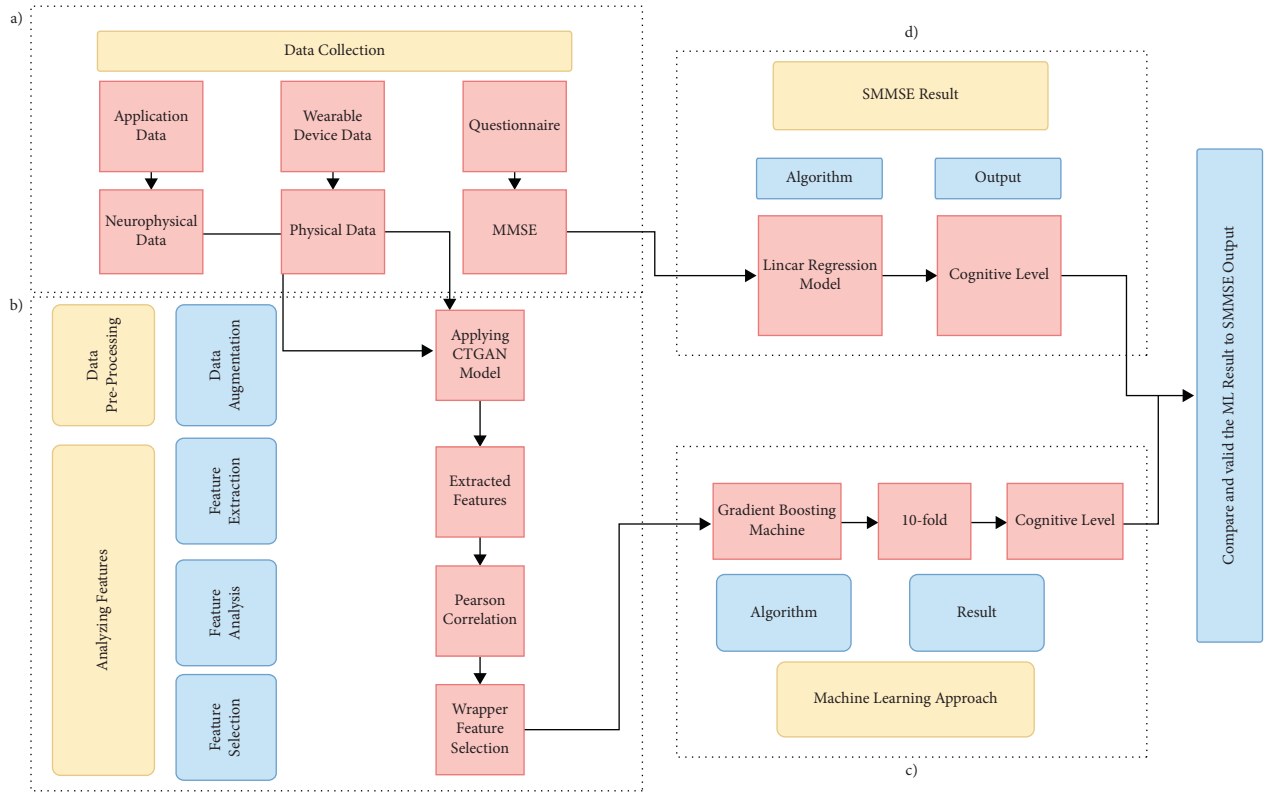 a)
Data Collection
Application
Data
Wearable
Device Data
Questionnaire
Neurophysical
Data
Physical Data
MMSE
b)
Data
Pre-Processing
Data
Augmentation
Applying
CTGAN
Model
Analyzing Features
Feature
Extraction
Extracted
Features
Feature
Analysis
Pearson
Correlation
Feature
Selection
Wrapper
Feature
Selection
d)
SMMSE Result
Algorithm
Output
Lincar Regression
Model
Cognitive Level
Gradient Boosting
Machine
10-fold
Cognitive Level
Algorithm
Result
Machine Learning Approach
c)
Compare and valid the ML Result to SMMSE Output